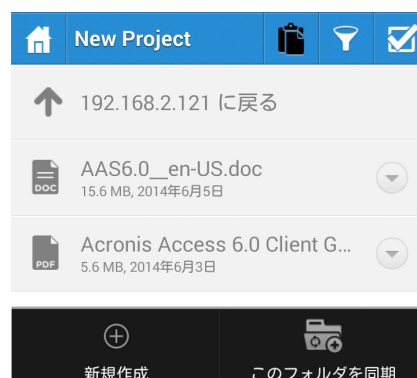 New Project
192.168.2.121 に戻る
AAS6.0__en-US.doc
DOC
15.6 MB, 2014年6月5日
Acronis Access 6.0 Client G...
PDF
5.6 MB, 2014年6月3日
新規作成
このフォルダを同期